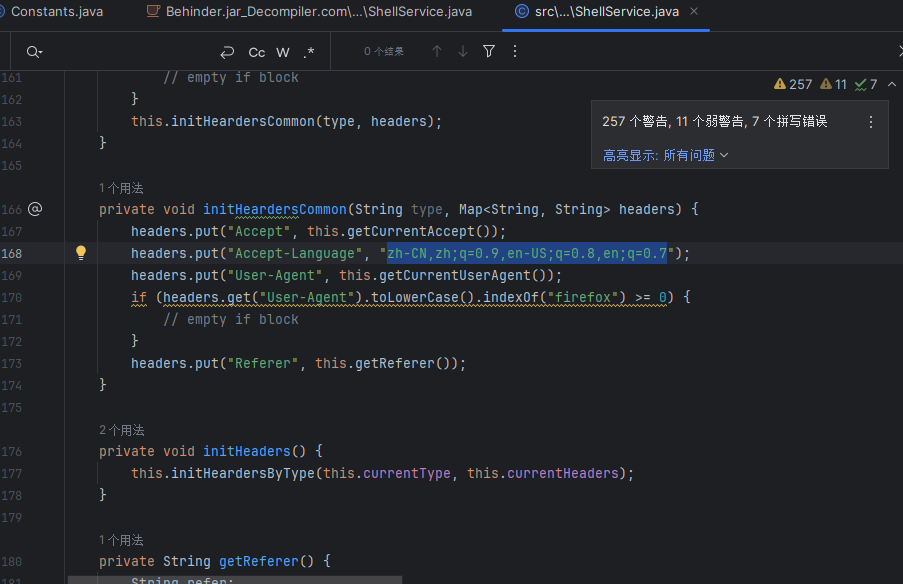 Constants.java
Behinder.jar_Decompiler.com\...\ShellService.java
src\...\ShellService.java
Cc W .*
0 个结果
257 11 7
257 个警告, 11 个弱警告, 7 个拼写错误
高亮显示: 所有问题
161 // empty if block
162 }
163 this.initHeardersCommon(type, headers);
164 }
165
1 个用法
166 private void initHeardersCommon(String type, Map<String, String> headers) {
167 headers.put("Accept", this.getCurrentAccept());
168 headers.put("Accept-Language", "zh-CN,zh;q=0.9,en-US;q=0.8,en;q=0.7");
169 headers.put("User-Agent", this.getCurrentUserAgent());
170 if (headers.get("User-Agent").toLowerCase().indexOf("firefox") >= 0) {
171 // empty if block
172 }
173 headers.put("Referer", this.getReferer());
174 }
175
2 个用法
176 private void initHeaders() {
177 this.initHeardersByType(this.currentType, this.currentHeaders);
178 }
179
1 个用法
180 private String getReferer() {
181 String refer;